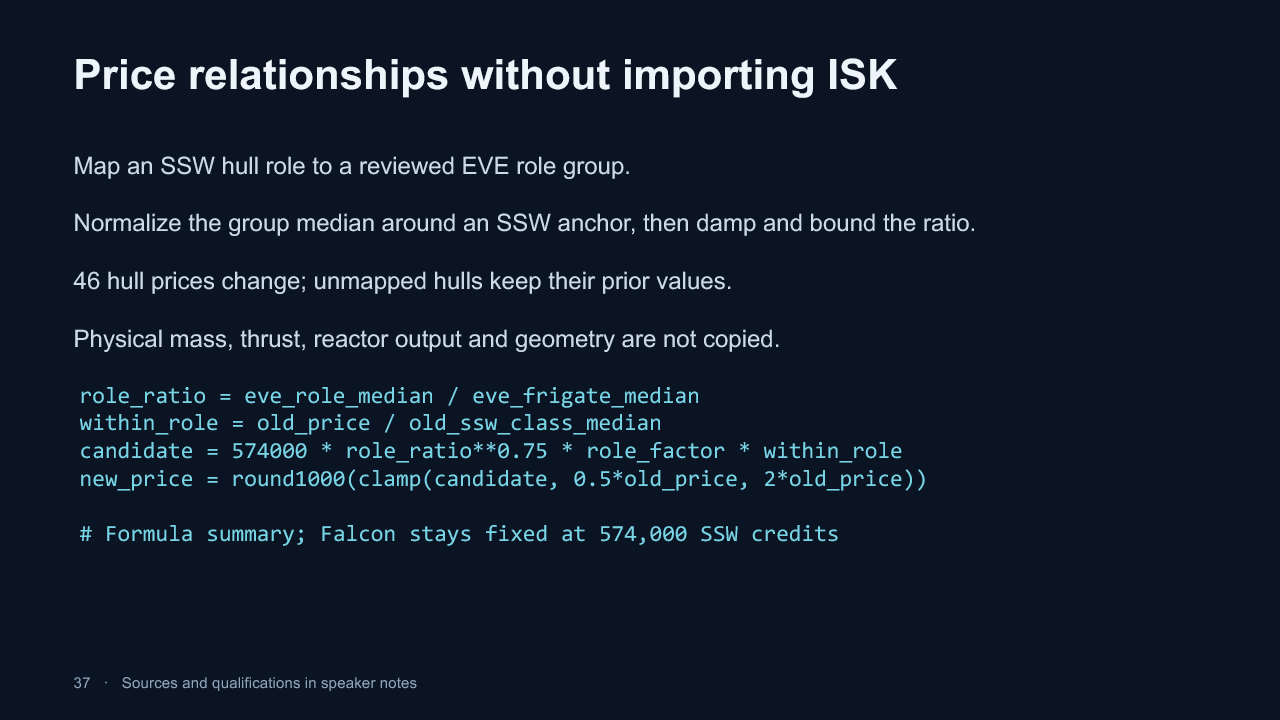 Price relationships without importing ISK
Map an SSW hull role to a reviewed EVE role group.
Normalize the group median around an SSW anchor, then damp and bound the ratio.
46 hull prices change; unmapped hulls keep their prior values.
Physical mass, thrust, reactor output and geometry are not copied.
role_ratio = eve_role_median / eve_frigate_median
within_role = old_price / old_ssw_class_median
candidate = 574000 * role_ratio**0.75 * role_factor * within_role
new_price = round1000(clamp(candidate, 0.5*old_price, 2*old_price))
# Formula summary; Falcon stays fixed at 574,000 SSW credits
37 · Sources and qualifications in speaker notes